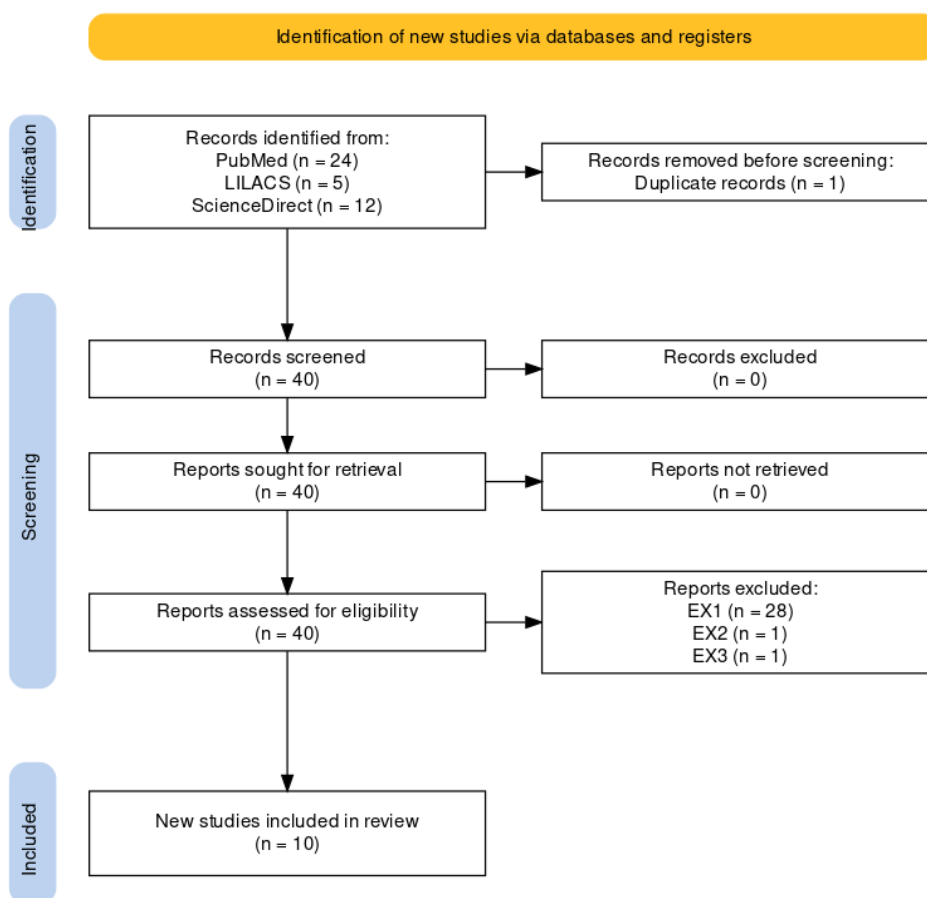 Identification of new studies via databases and registers
Identification
Records identified from:
PubMed (n = 24)
LILACS (n = 5)
ScienceDirect (n = 12)
Records removed before screening:
Duplicate records (n = 1)
Screening
Records screened
(n = 40)
Records excluded
(n = 0)
Reports sought for retrieval
(n = 40)
Reports not retrieved
(n = 0)
Reports assessed for eligibility
(n = 40)
Reports excluded:
EX1 (n = 28)
EX2 (n = 1)
EX3 (n = 1)
Included
New studies included in review
(n = 10)